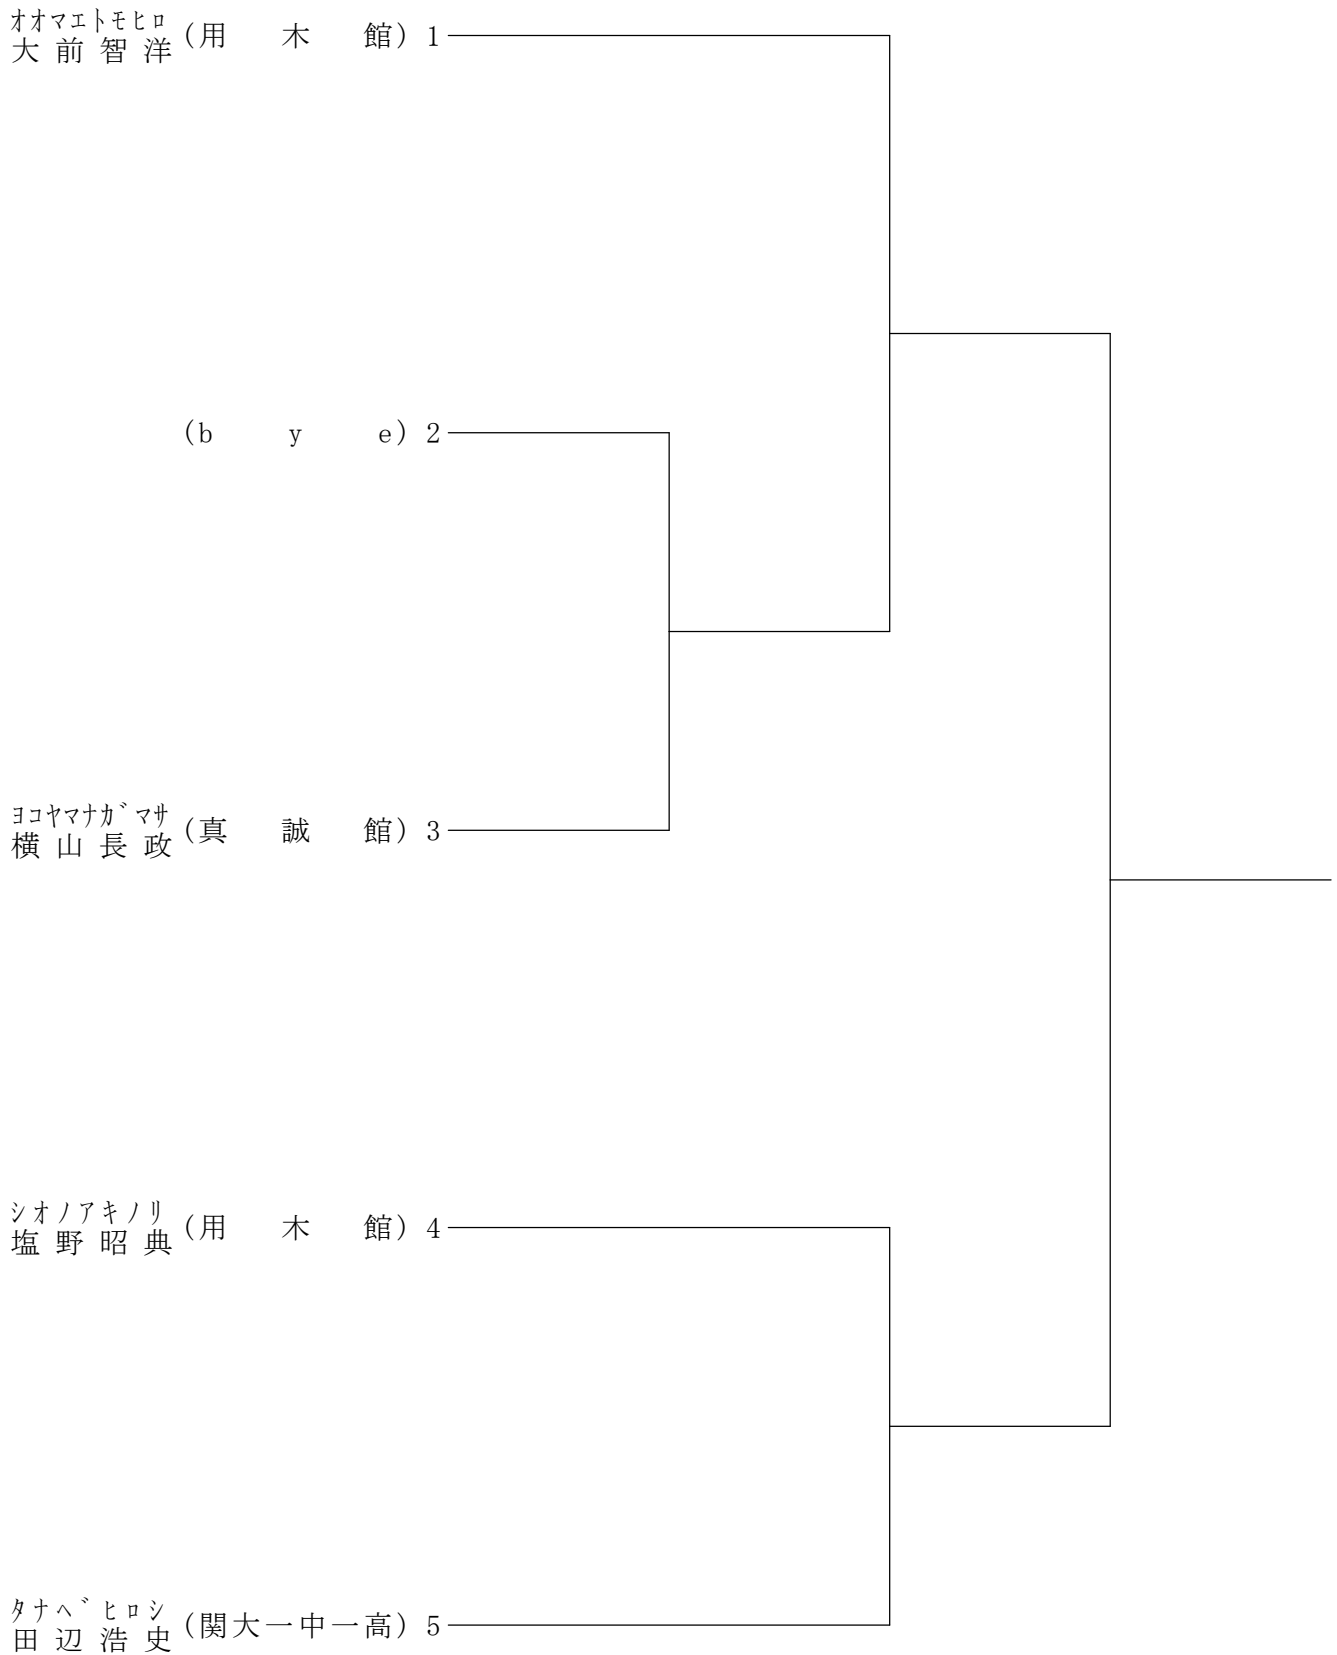 オオマエトモヒロ
大前智洋 (用木館) 1
(bye) 2
ヨコヤマナガマサ
横山長政 (真誠館) 3
シオノアキノリ
塩野昭典 (用木館) 4
タナベヒロシ
田辺浩史 (関大一中一高) 5